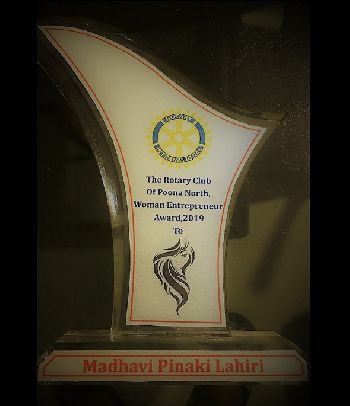 The Rotary Club
Of Poona North,
Woman Entrepreneur
Award,2019
To
Madhavi Pinaki Lahiri